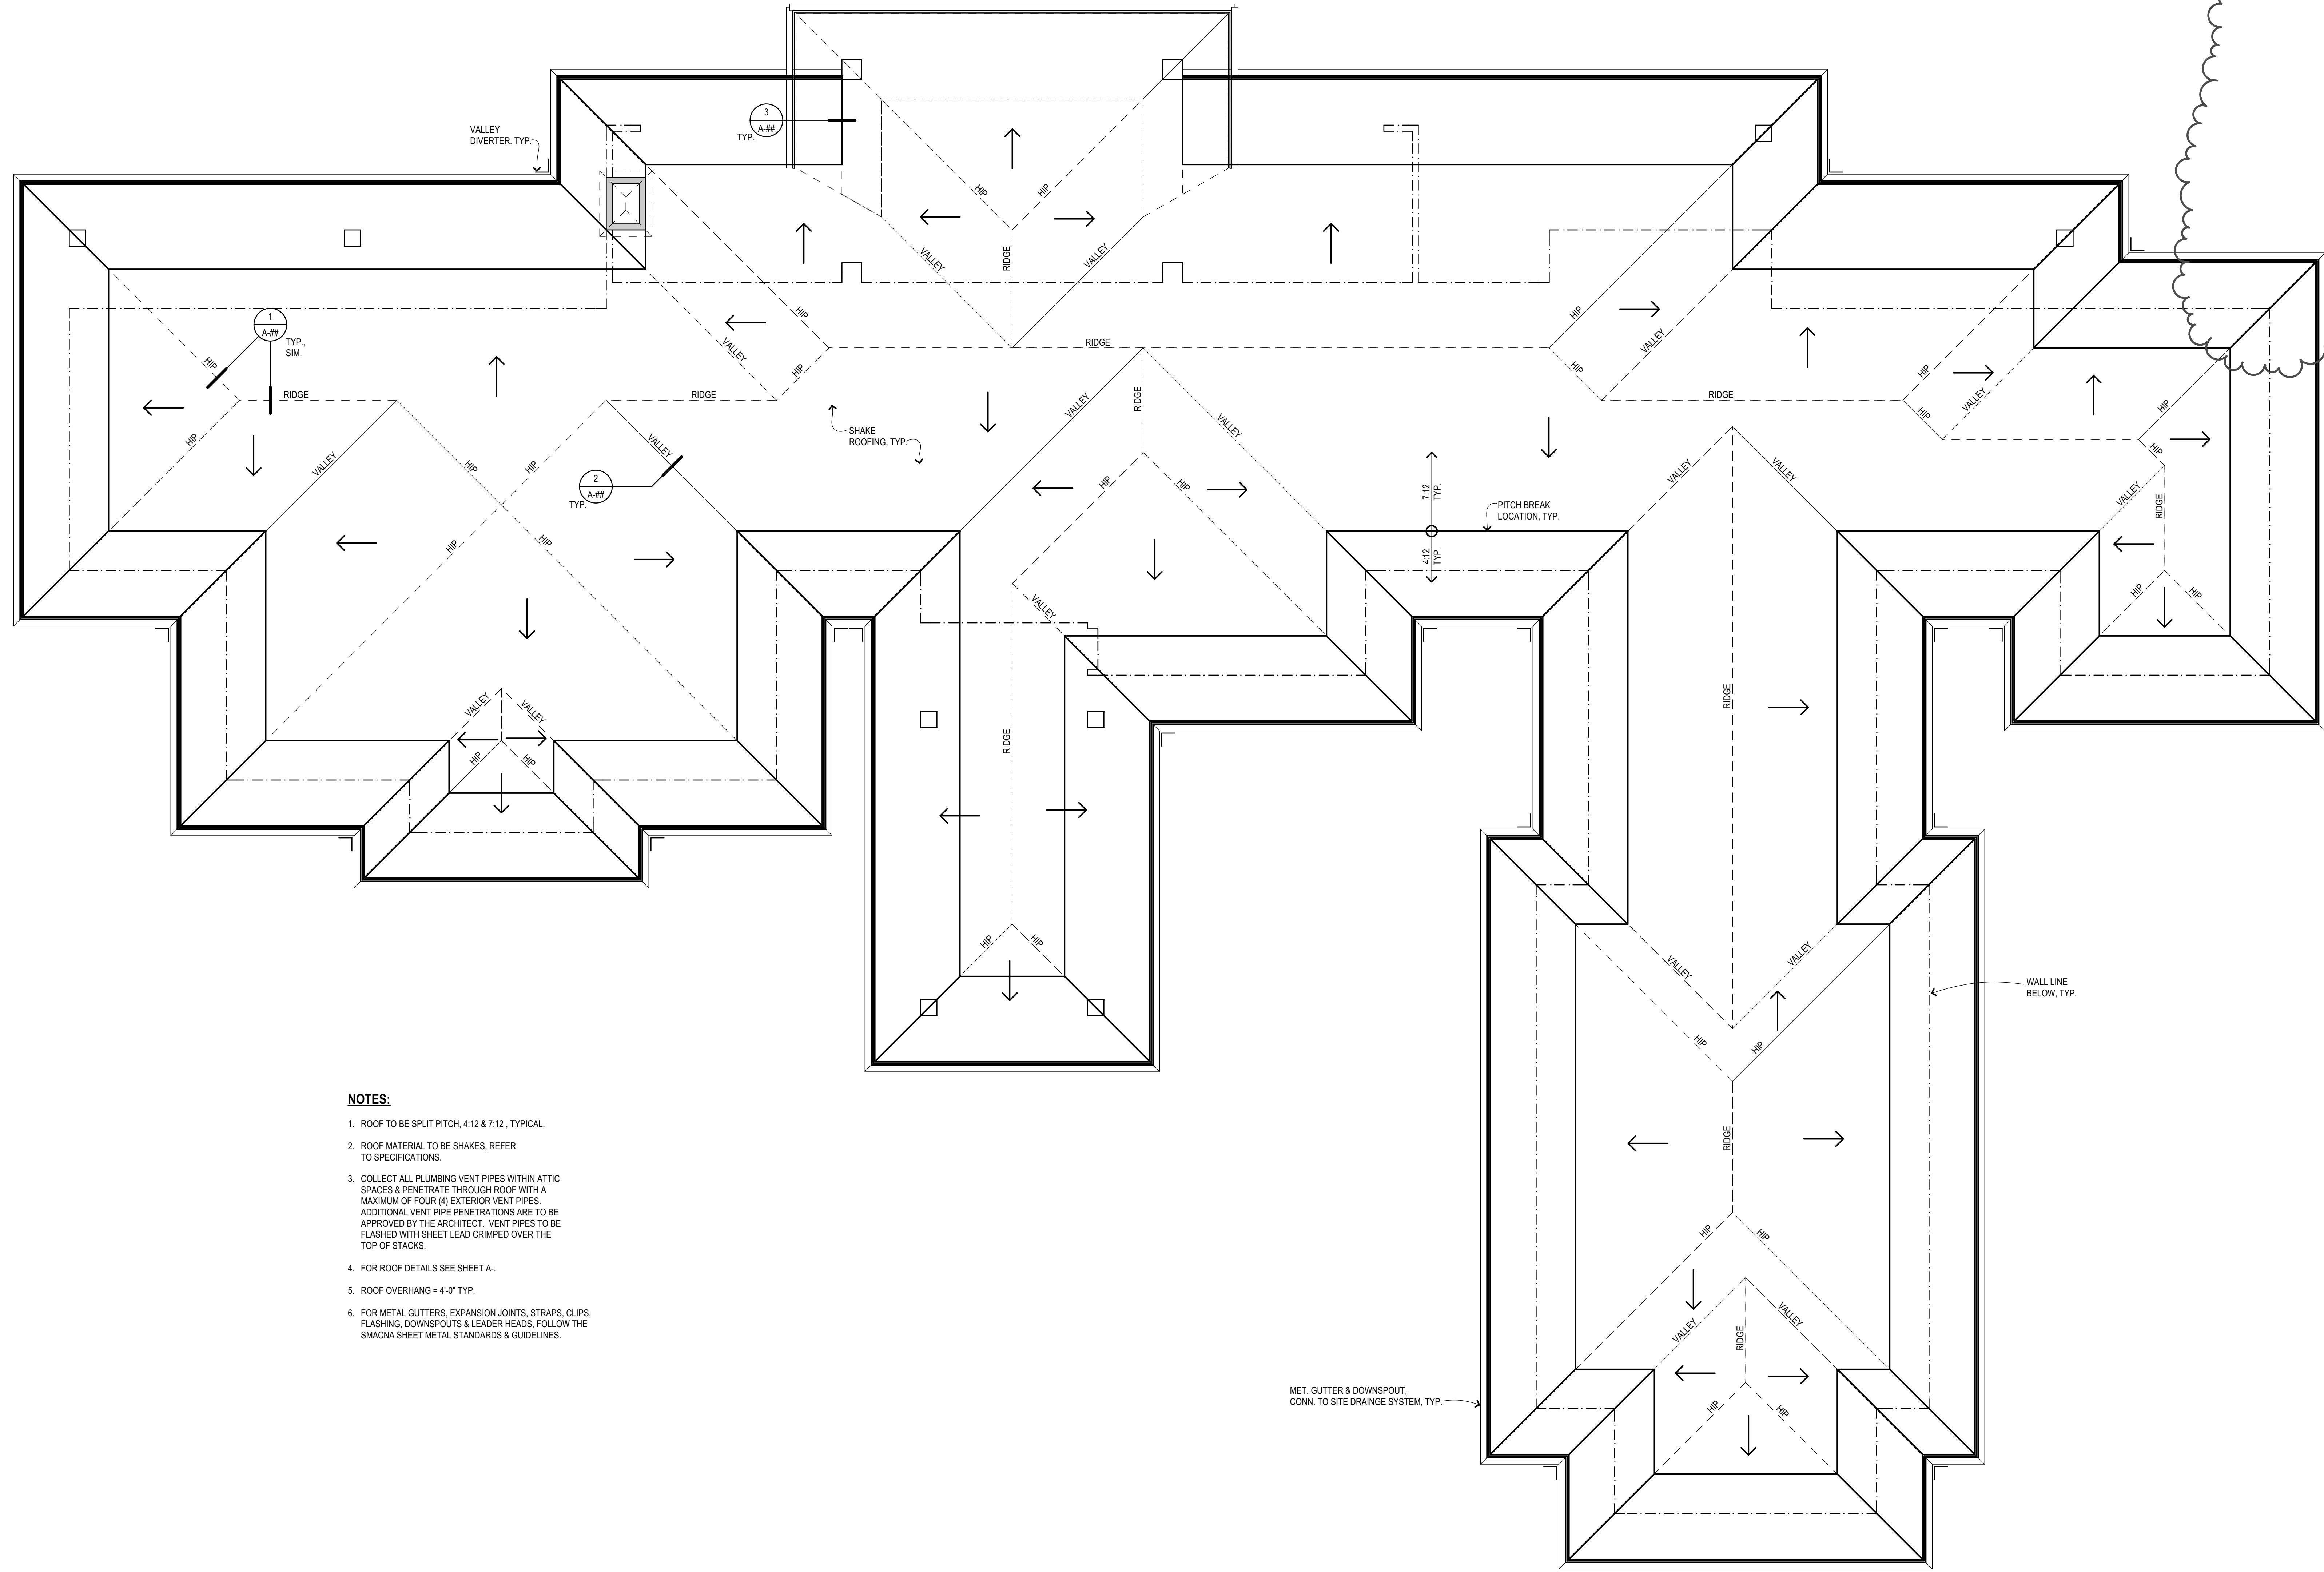 VALLEY
DIVERTER. TYP.
3
A-##
TYP.
HIP
HIP
VALLEY
RIDGE
VALLEY
1
A-##
TYP.,
SIM.
HIP
HIP
VALLEY
HIP
RIDGE
HIP
VALLEY
HIP
RIDGE
RIDGE
HIP
VALLEY
RIDGE
VALLEY
RIDGE
VALLEY
HIP
VALLEY
HIP
HIP
HIP
SHAKE
ROOFING, TYP.
VALLEY
HIP
HIP
VALLEY
HIP
HIP
2
A-##
TYP.
HIP
HIP
7:12
TYP.
PITCH BREAK
LOCATION, TYP.
4:12
TYP.
VALLEY
VALLEY
VALLEY
RIDGE
HIP
HIP
VALLEY
VALLEY
VALLEY
HIP
HIP
RIDGE
RIDGE
HIP
HIP
VALLEY
VALLEY
HIP
HIP
WALL LINE
BELOW, TYP.
RIDGE
HIP
HIP
VALLEY
VALLEY
RIDGE
HIP
HIP
MET. GUTTER & DOWNSPOUT,
CONN. TO SITE DRAINGE SYSTEM, TYP.
NOTES:
1. ROOF TO BE SPLIT PITCH, 4:12 & 7:12 , TYPICAL.
2. ROOF MATERIAL TO BE SHAKES, REFER
TO SPECIFICATIONS.
3. COLLECT ALL PLUMBING VENT PIPES WITHIN ATTIC
SPACES & PENETRATE THROUGH ROOF WITH A
MAXIMUM OF FOUR (4) EXTERIOR VENT PIPES.
ADDITIONAL VENT PIPE PENETRATIONS ARE TO BE
APPROVED BY THE ARCHITECT. VENT PIPES TO BE
FLASHED WITH SHEET LEAD CRIMPED OVER THE
TOP OF STACKS.
4. FOR ROOF DETAILS SEE SHEET A-.
5. ROOF OVERHANG = 4'-0" TYP.
6. FOR METAL GUTTERS, EXPANSION JOINTS, STRAPS, CLIPS,
FLASHING, DOWNSPOUTS & LEADER HEADS, FOLLOW THE
SMACNA SHEET METAL STANDARDS & GUIDELINES.